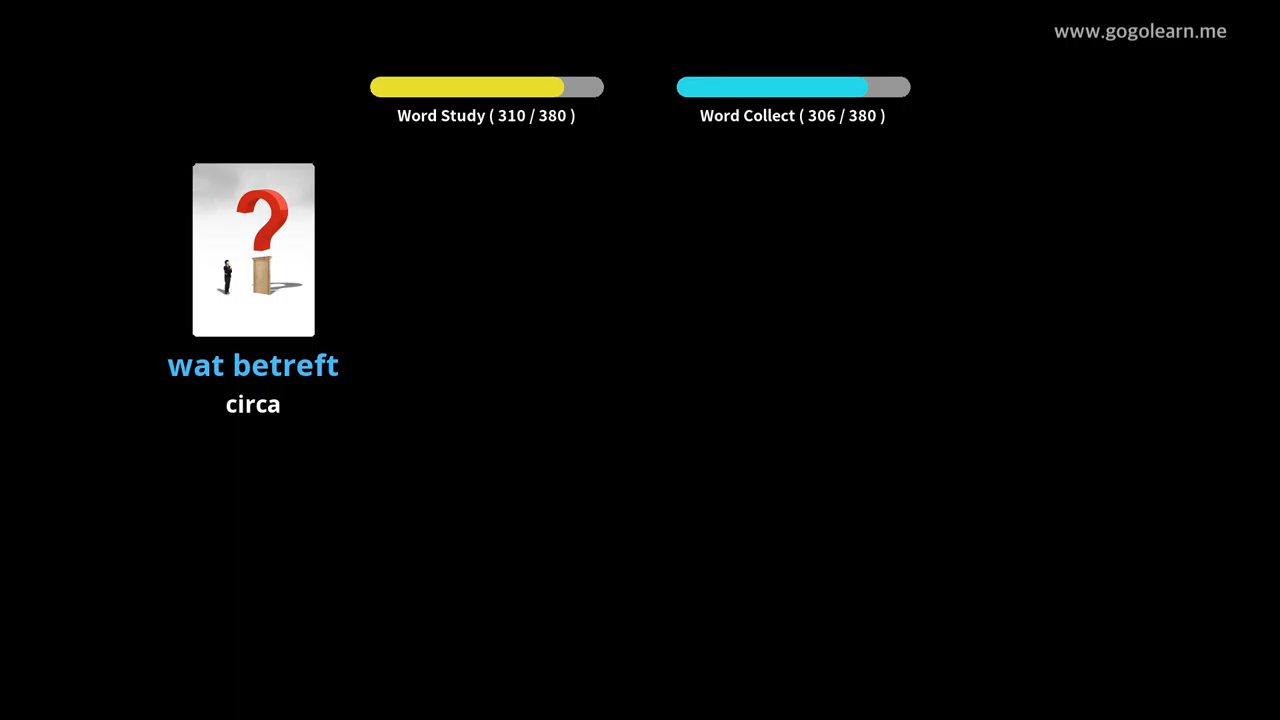 www.gogolearn.me
Word Study ( 310 / 380 )
Word Collect ( 306 / 380 )
wat betreft
circa